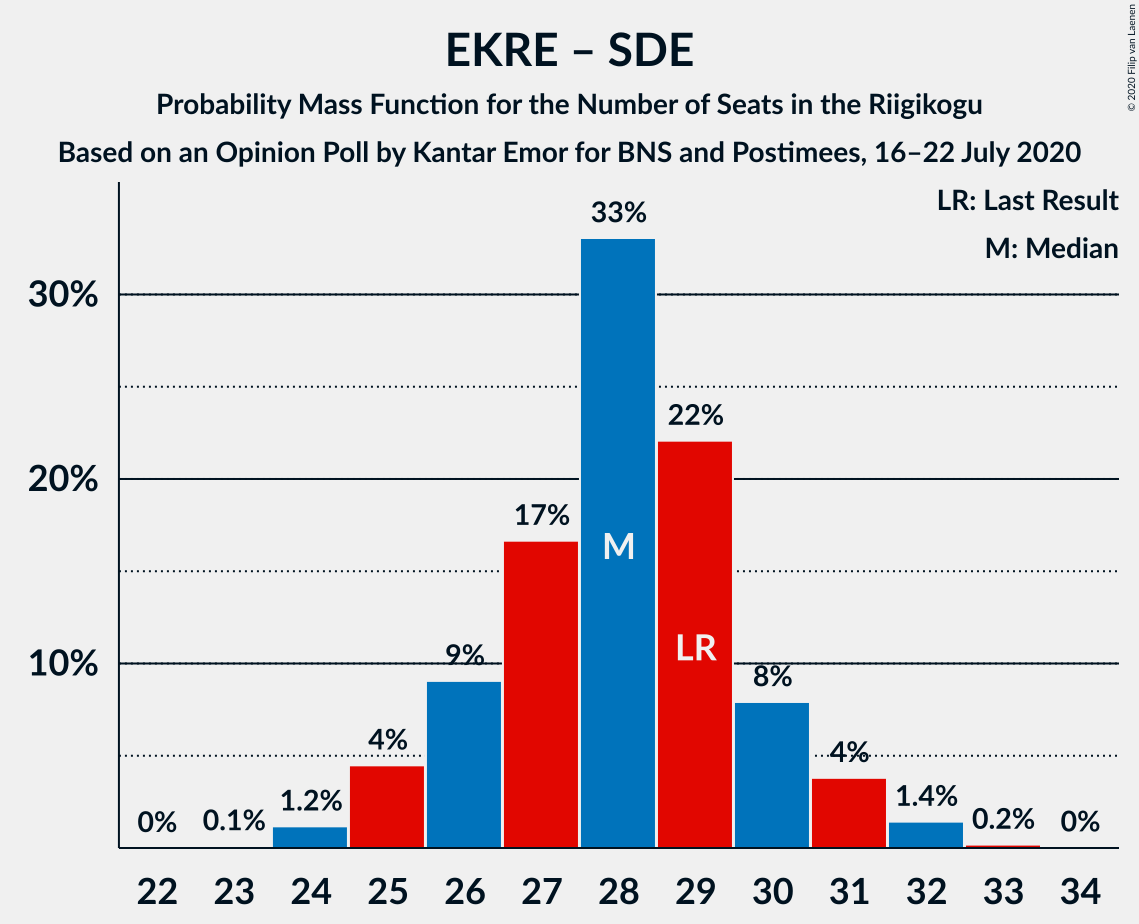 EKRE – SDE
Probability Mass Function for the Number of Seats in the Riigikogu
Based on an Opinion Poll by Kantar Emor for BNS and Postimees, 16–22 July 2020
© 2020 Filip van Laenen
LR: Last Result
M: Median
30%
20%
10%
0%
0.1%
1.2%
4%
9%
17%
33%
M
22%
LR
8%
4%
1.4%
0.2%
0%
22 23 24 25 26 27 28 29 30 31 32 33 34